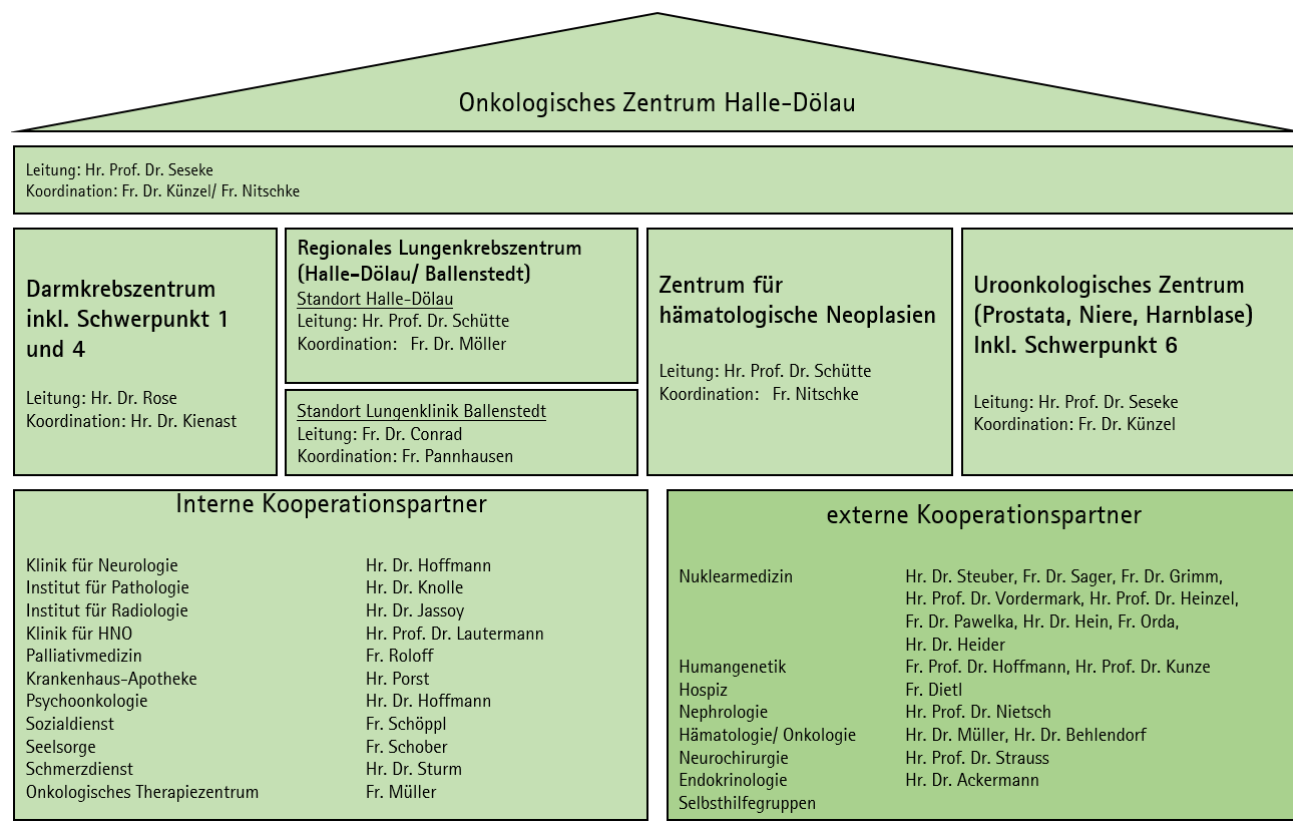 Onkologisches Zentrum Halle-Dölau
Leitung: Hr. Prof. Dr. Seseke
Koordination: Fr. Dr. Künzel/ Fr. Nitschke
Darmkrebszentrum
inkl. Schwerpunkt 1
und 4
Leitung: Hr. Dr. Rose
Koordination: Hr. Dr. Kienast
Regionales Lungenkrebszentrum
(Halle-Dölau/ Ballenstedt)
Standort Halle-Dölau
Leitung: Hr. Prof. Dr. Schütte
Koordination: Fr. Dr. Möller
Standort Lungenklinik Ballenstedt
Leitung: Fr. Dr. Conrad
Koordination: Fr. Pannhausen
Zentrum für
hämatologische Neoplasien
Leitung: Hr. Prof. Dr. Schütte
Koordination: Fr. Nitschke
Uroonkologisches Zentrum
(Prostata, Niere, Harnblase)
Inkl. Schwerpunkt 6
Leitung: Hr. Prof. Dr. Seseke
Koordination: Fr. Dr. Künzel
Interne Kooperationspartner
Klinik für Neurologie Hr. Dr. Hoffmann
Institut für Pathologie Hr. Dr. Knolle
Institut für Radiologie Hr. Dr. Jassoy
Klinik für HNO Hr. Prof. Dr. Lautermann
Palliativmedizin Fr. Roloff
Krankenhaus-Apotheke Hr. Porst
Psychoonkologie Hr. Dr. Hoffmann
Sozialdienst Fr. Schöppl
Seelsorge Fr. Schober
Schmerzdienst Hr. Dr. Sturm
Onkologisches Therapiezentrum Fr. Müller
externe Kooperationspartner
Nuklearmedizin Hr. Dr. Steuber, Fr. Dr. Sager, Fr. Dr. Grimm,
Hr. Prof. Dr. Vordermark, Hr. Prof. Dr. Heinzel,
Fr. Dr. Pawelka, Hr. Dr. Hein, Fr. Orda,
Hr. Dr. Heider
Humangenetik Fr. Prof. Dr. Hoffmann, Hr. Prof. Dr. Kunze
Hospiz Fr. Dietl
Nephrologie Hr. Prof. Dr. Nietsch
Hämatologie/ Onkologie Hr. Dr. Müller, Hr. Dr. Behlendorf
Neurochirurgie Hr. Prof. Dr. Strauss
Endokrinologie Hr. Dr. Ackermann
Selbsthilfegruppen